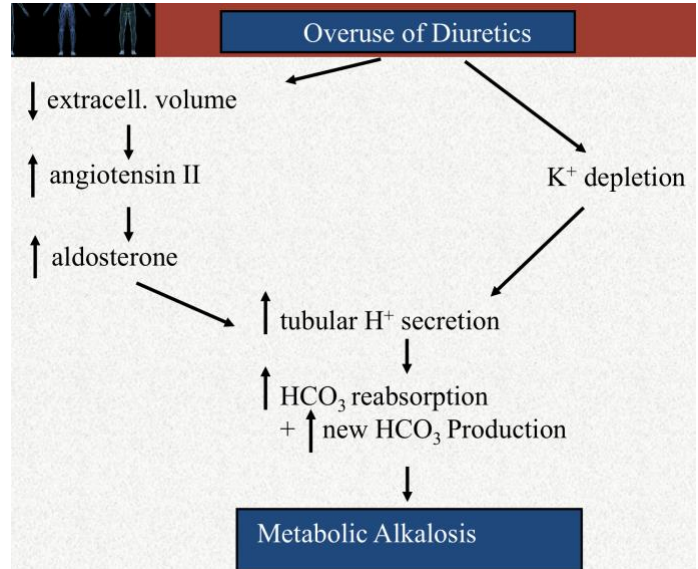 Overuse of Diuretics
↓ extracell. volume
↑ angiotensin II
K⁺ depletion
↑ aldosterone
↑ tubular H⁺ secretion
↑ HCO₃ reabsorption
+ ↑ new HCO₃ Production
Metabolic Alkalosis